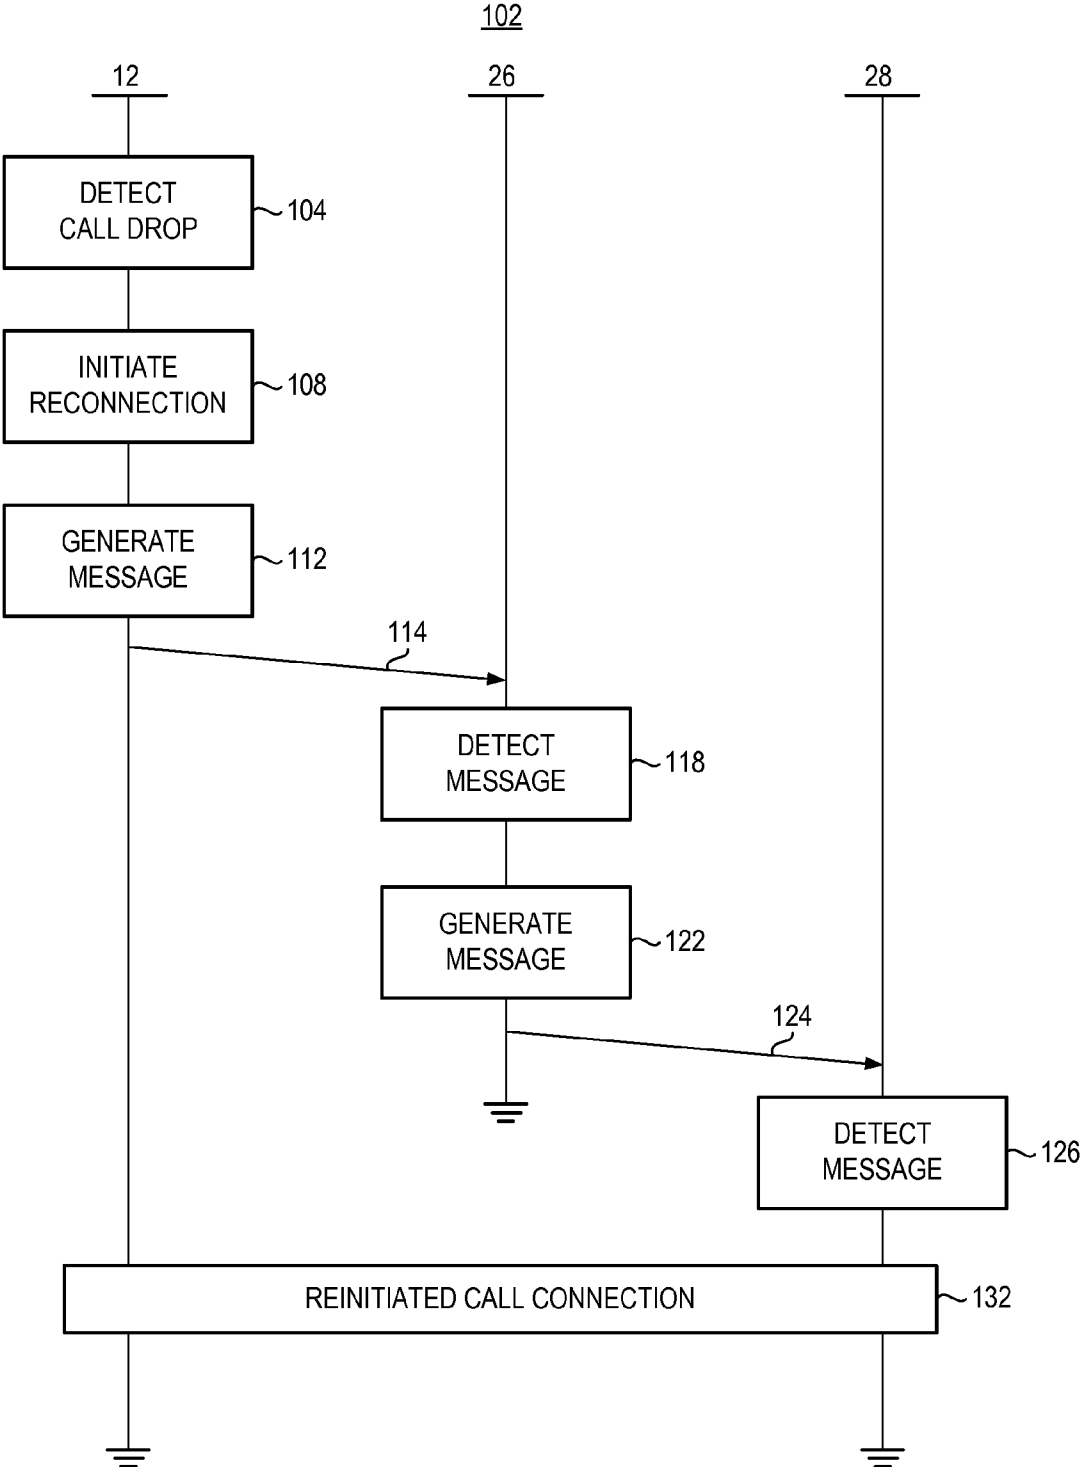 102
12
26
28
DETECT
CALL DROP
104
INITIATE
RECONNECTION
108
GENERATE
MESSAGE
112
114
DETECT
MESSAGE
118
GENERATE
MESSAGE
122
124
DETECT
MESSAGE
126
REINITIATED CALL CONNECTION
132